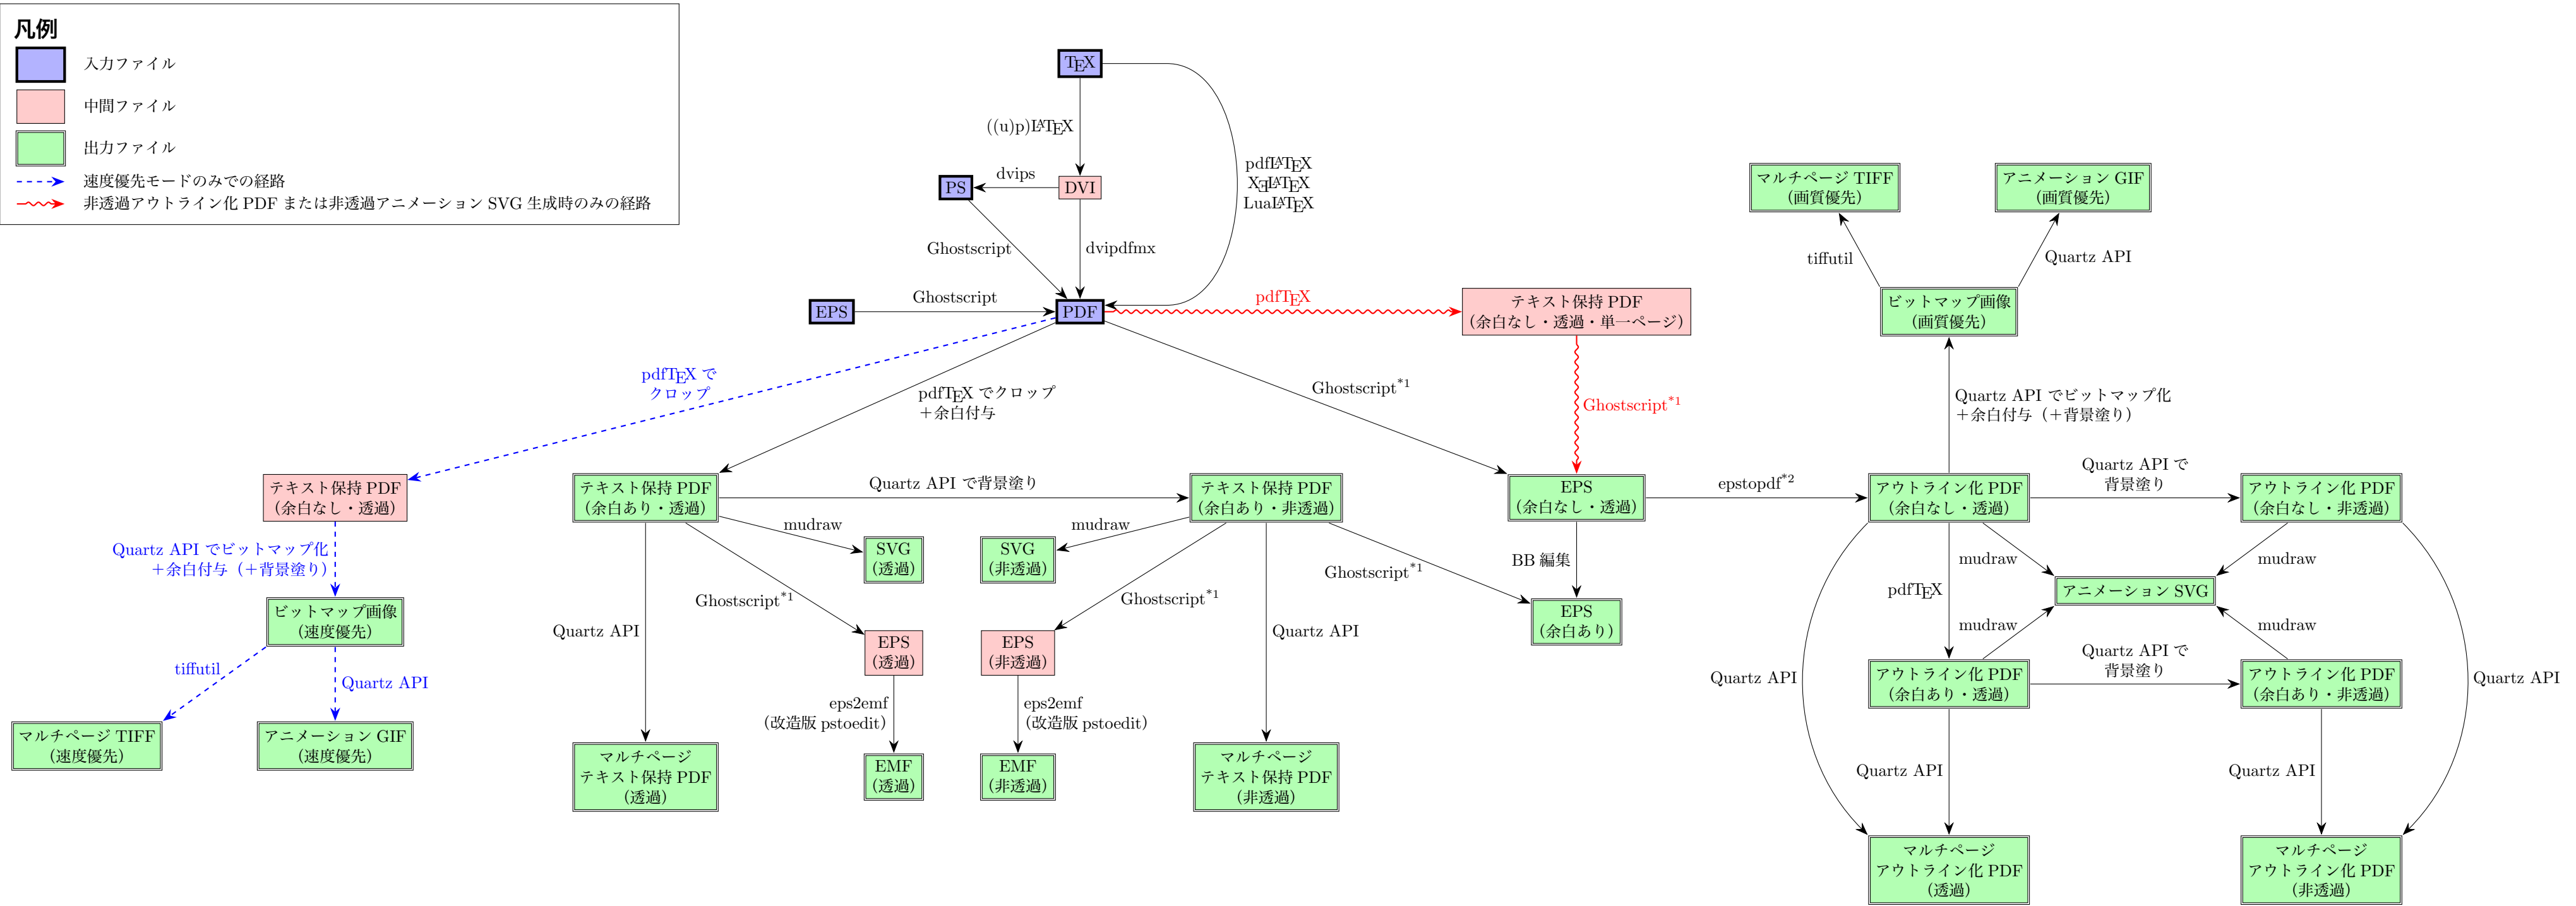 凡例
入力ファイル
中間ファイル
出力ファイル
速度優先モードのみでの経路
非透過アウトライン化 PDF または非透過アニメーション SVG 生成時のみの経路
TEX
((u)p)LATEX
pdfLATEX
XƎLATEX
LuaLATEX
PS
dvips
DVI
Ghostscript
dvipdfmx
EPS
Ghostscript
PDF
pdfTEX
テキスト保持 PDF
(余白なし・透過・単一ページ)
pdfTEX で
クロップ
pdfTEX でクロップ
＋余白付与
Ghostscript*1
Ghostscript*1
マルチページ TIFF
(画質優先)
アニメーション GIF
(画質優先)
tiffutil
Quartz API
ビットマップ画像
(画質優先)
Quartz API でビットマップ化
＋余白付与（＋背景塗り）
テキスト保持 PDF
(余白なし・透過)
Quartz API でビットマップ化
＋余白付与（＋背景塗り）
ビットマップ画像
(速度優先)
tiffutil
Quartz API
マルチページ TIFF
(速度優先)
アニメーション GIF
(速度優先)
テキスト保持 PDF
(余白あり・透過)
Quartz API で背景塗り
テキスト保持 PDF
(余白あり・非透過)
mudraw
SVG
(透過)
mudraw
SVG
(非透過)
Ghostscript*1
Ghostscript*1
Ghostscript*1
Quartz API
EPS
(透過)
EPS
(非透過)
Quartz API
eps2emf
(改造版 pstoedit)
eps2emf
(改造版 pstoedit)
マルチページ
テキスト保持 PDF
(透過)
EMF
(透過)
EMF
(非透過)
マルチページ
テキスト保持 PDF
(非透過)
EPS
(余白なし・透過)
BB 編集
EPS
(余白あり)
epstopdf*2
アウトライン化 PDF
(余白なし・透過)
Quartz API で
背景塗り
アウトライン化 PDF
(余白なし・非透過)
mudraw
mudraw
pdfTEX
アニメーション SVG
mudraw
mudraw
Quartz API
アウトライン化 PDF
(余白あり・透過)
Quartz API で
背景塗り
アウトライン化 PDF
(余白あり・非透過)
Quartz API
Quartz API
Quartz API
マルチページ
アウトライン化 PDF
(透過)
マルチページ
アウトライン化 PDF
(非透過)